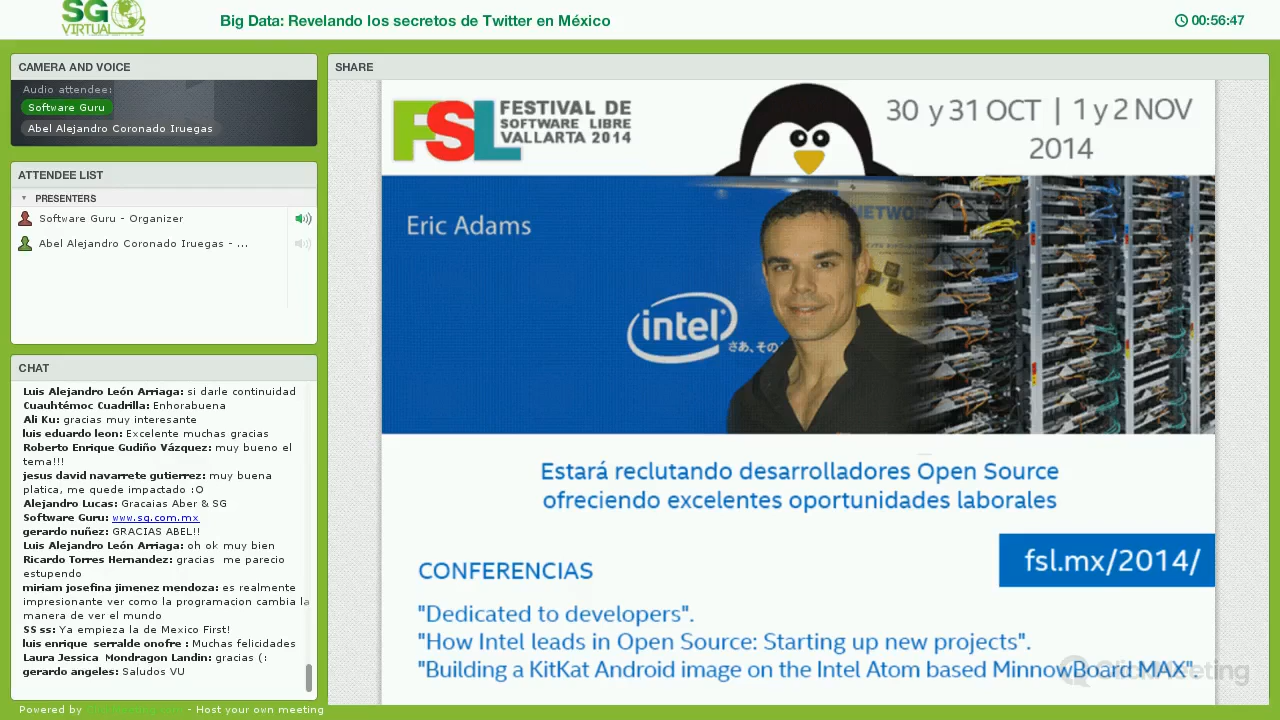 SG
VIRTUAL
Big Data: Revelando los secretos de Twitter en México
00:56:47
CAMERA AND VOICE
Audio attendee:
Software Guru
Abel Alejandro Coronado Iruegas
ATTENDEE LIST
PRESENTERS
Software Guru - Organizer
Abel Alejandro Coronado Iruegas - ...
CHAT
Luis Alejandro León Arriaga: si darle continuidad
Cuauhtémoc Cuadrilla: Enhorabuena
Ali Ku: gracias muy interesante
luis eduardo leon: Excelente muchas gracias
Roberto Enrique Gudiño Vázquez: muy bueno el
tema!!!
jesus david navarrete gutierrez: muy buena
platica, me quede impactado :O
Alejandro Lucas: Gracaias Aber & SG
Software Guru: www.sg.com.mx
gerardo nuñez: GRACIAS ABEL!!
Luis Alejandro León Arriaga: oh ok muy bien
Ricardo Torres Hernandez: gracias me parecio
estupendo
miriam josefina jimenez mendoza: es realmente
impresionante ver como la programacion cambia la
manera de ver el mundo
SS ss: Ya empieza la de Mexico First!
luis enrique serralde onofre : Muchas felicidades
Laura Jessica Mondragon Landin: gracias (:
gerardo angeles: Saludos VU
Powered by - Host your own meeting
SHARE
FSL
FESTIVAL DE
SOFTWARE LIBRE
VALLARTA 2014
30 y 31 OCT | 1 y 2 NOV
2014
Eric Adams
NETWO
intel
さあ、その
Estará reclutando desarrolladores Open Source
ofreciendo excelentes oportunidades laborales
fsl.mx/2014/
CONFERENCIAS
"Dedicated to developers".
"How Intel leads in Open Source: Starting up new projects".
"Building a KitKat Android image on the Intel Atom based MinnowBoard MAX".
ClickMeeting